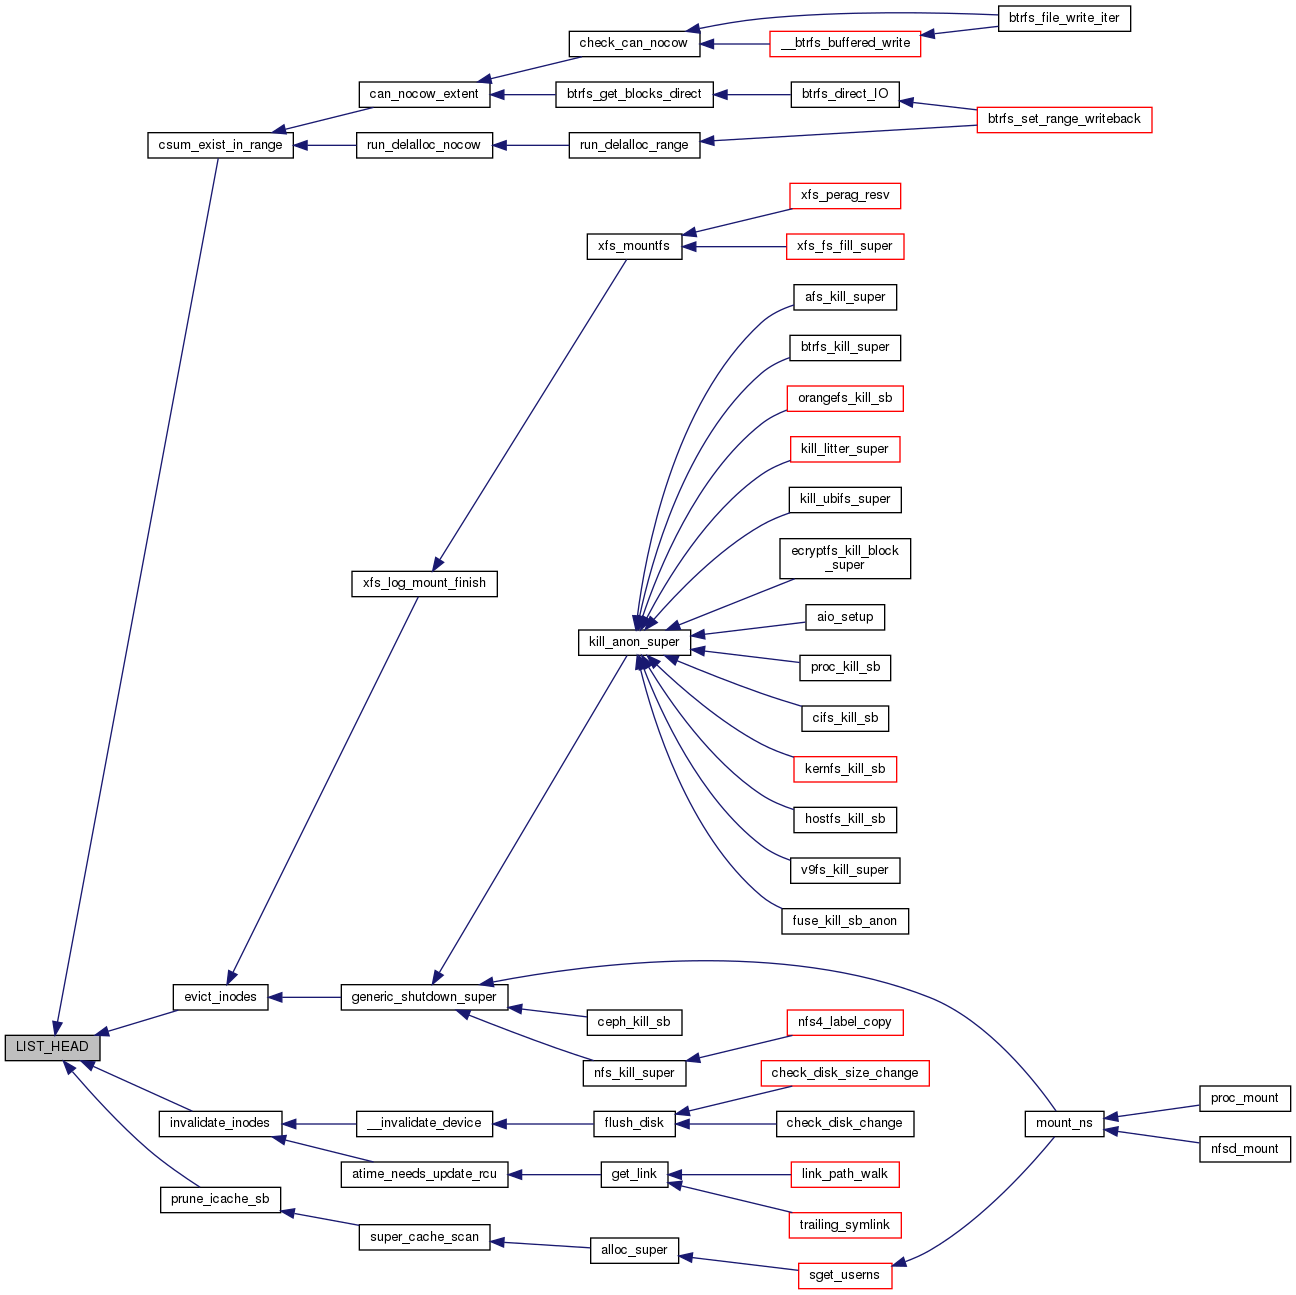 btrfs_file_write_iter
check_can_nocow
__btrfs_buffered_write
can_nocow_extent
btrfs_get_blocks_direct
btrfs_direct_IO
btrfs_set_range_writeback
csum_exist_in_range
run_delalloc_nocow
run_delalloc_range
xfs_perag_resv
xfs_mountfs
xfs_fs_fill_super
afs_kill_super
btrfs_kill_super
orangefs_kill_sb
kill_litter_super
kill_ubifs_super
ecryptfs_kill_block
_super
xfs_log_mount_finish
aio_setup
kill_anon_super
proc_kill_sb
cifs_kill_sb
kernfs_kill_sb
hostfs_kill_sb
v9fs_kill_super
fuse_kill_sb_anon
evict_inodes
generic_shutdown_super
ceph_kill_sb
nfs4_label_copy
LIST_HEAD
nfs_kill_super
check_disk_size_change
proc_mount
invalidate_inodes
__invalidate_device
flush_disk
check_disk_change
mount_ns
nfsd_mount
atime_needs_update_rcu
get_link
link_path_walk
prune_icache_sb
trailing_symlink
super_cache_scan
alloc_super
sget_userns